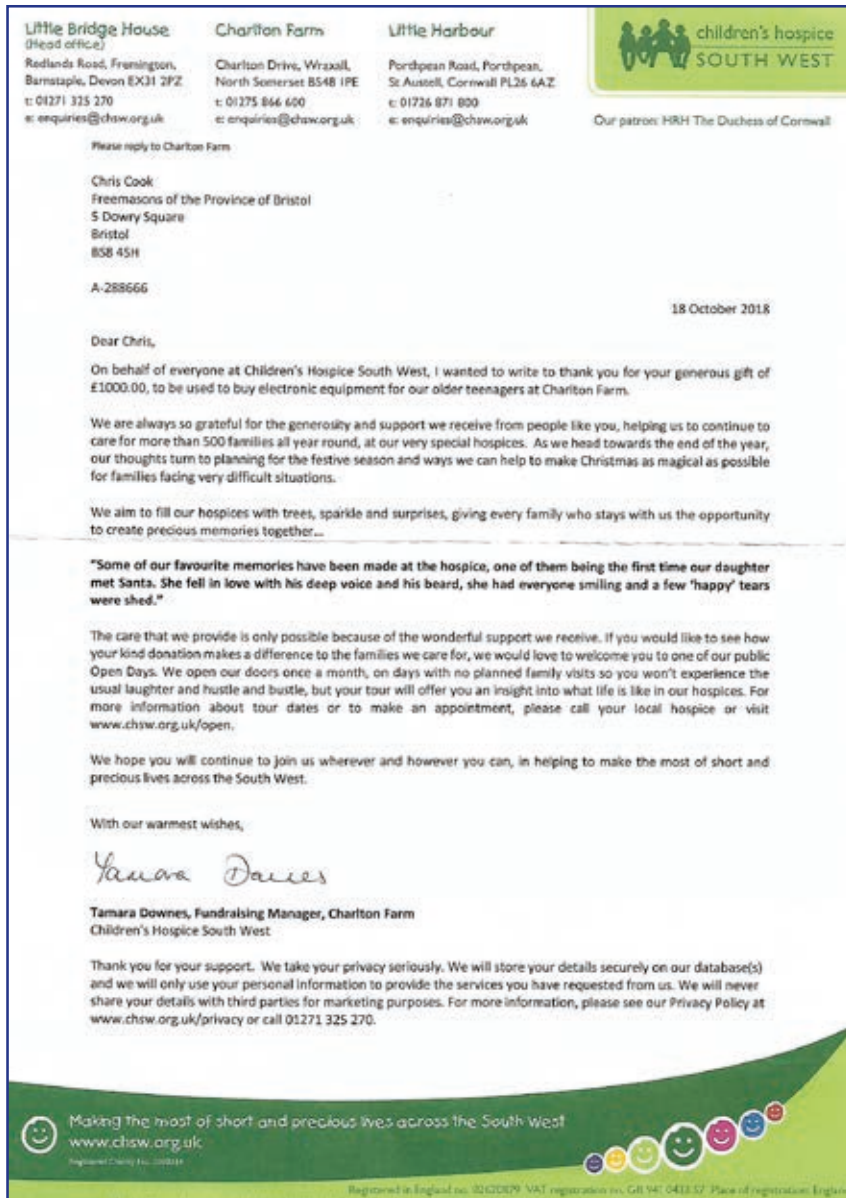 Little Bridge House
(Head office)
Redlands Road, Fremington,
Barnstaple, Devon EX31 2PZ
t: 01271 325 270
e: enquiries@chsw.org.uk
Charlton Farm
Charlton Drive, Wraxall,
North Somerset BS48 1PE
t: 01275 866 600
e: enquiries@chsw.org.uk
Little Harbour
Porthpean Road, Porthpean,
St Austell, Cornwall PL26 6AZ
t: 01726 871 800
e: enquiries@chsw.org.uk
children's hospice
SOUTH WEST
Our patron: HRH The Duchess of Cornwall
Please reply to Charlton Farm
Chris Cook
Freemasons of the Province of Bristol
5 Dowry Square
Bristol
BS8 4SH
A-288666
18 October 2018
Dear Chris,
On behalf of everyone at Children's Hospice South West, I wanted to write to thank you for your generous gift of
£1000.00, to be used to buy electronic equipment for our older teenagers at Charlton Farm.
We are always so grateful for the generosity and support we receive from people like you, helping us to continue to
care for more than 500 families all year round, at our very special hospices. As we head towards the end of the year,
our thoughts turn to planning for the festive season and ways we can help to make Christmas as magical as possible
for families facing very difficult situations.
We aim to fill our hospices with trees, sparkle and surprises, giving every family who stays with us the opportunity
to create precious memories together...
"Some of our favourite memories have been made at the hospice, one of them being the first time our daughter
met Santa. She fell in love with his deep voice and his beard, she had everyone smiling and a few 'happy' tears
were shed."
The care that we provide is only possible because of the wonderful support we receive. If you would like to see how
your kind donation makes a difference to the families we care for, we would love to welcome you to one of our public
Open Days. We open our doors once a month, on days with no planned family visits so you won't experience the
usual laughter and hustle and bustle, but your tour will offer you an insight into what life is like in our hospices. For
more information about tour dates or to make an appointment, please call your local hospice or visit
www.chsw.org.uk/open.
We hope you will continue to join us wherever and however you can, in helping to make the most of short and
precious lives across the South West.
With our warmest wishes,
Tamara Downes, Fundraising Manager, Charlton Farm
Children's Hospice South West
Thank you for your support. We take your privacy seriously. We will store your details securely on our database(s)
and we will only use your personal information to provide the services you have requested from us. We will never
share your details with third parties for marketing purposes. For more information, please see our Privacy Policy at
www.chsw.org.uk/privacy or call 01271 325 270.
Making the most of short and precious lives across the South West
www.chsw.org.uk
Registered Charity No.
Registered in England no. VAT registration no. GB Place of registration: England